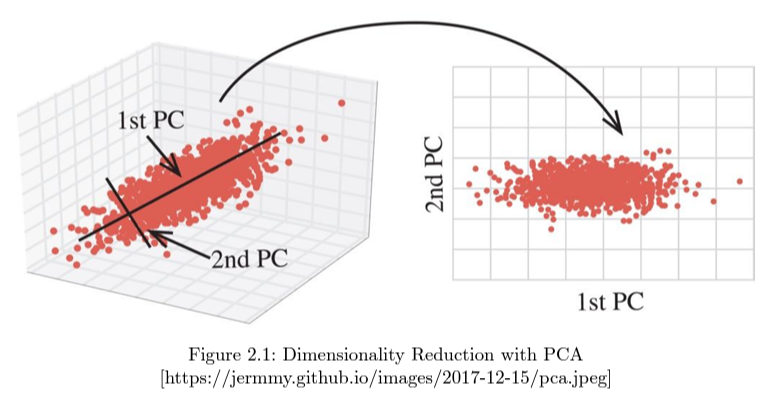 1st PC
2nd PC
2nd PC
1st PC
Figure 2.1: Dimensionality Reduction with PCA
[https://jermmy.github.io/images/2017-12-15/pca.jpeg]